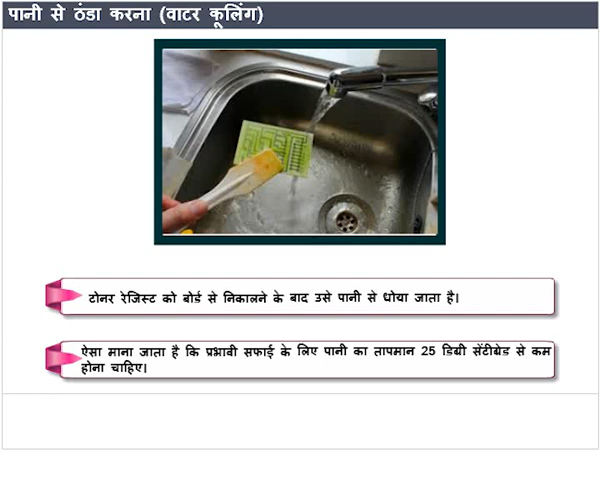 पानी से ठंडा करना (वाटर कूलिंग)
टोनर रेजिस्ट को बोर्ड से निकालने के बाद उसे पानी से धोया जाता है।
ऐसा माना जाता है कि प्रभावी सफाई के लिए पानी का तापमान 25 डिग्री सेंटीग्रेड से कम
होना चाहिए।